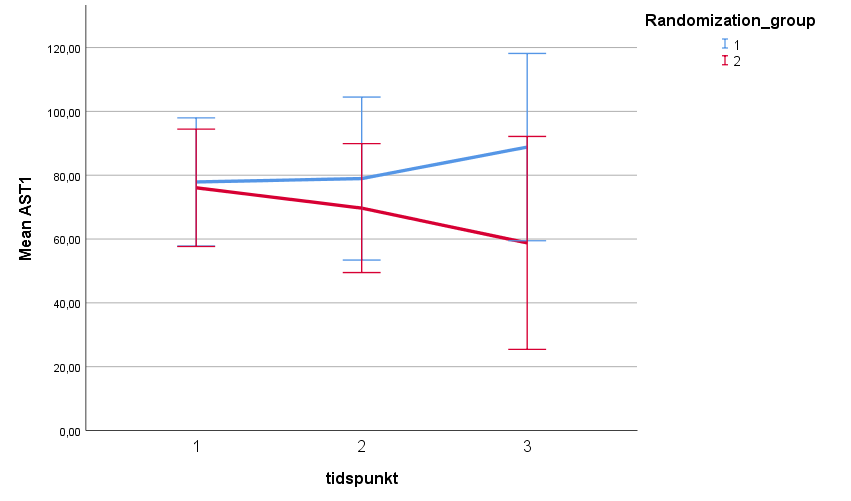 Randomization_group
1
2
120,00
100,00
80,00
60,00
40,00
20,00
0,00
Mean AST1
1 2 3
tidspunkt